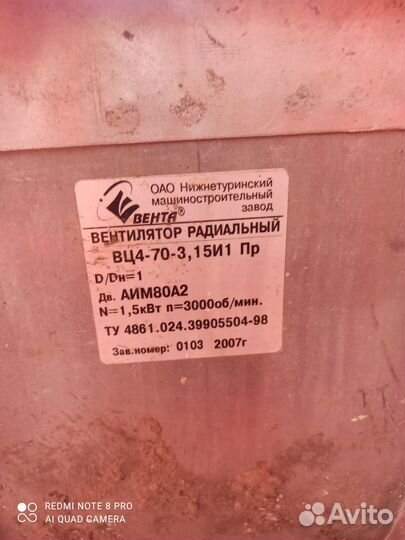 ОАО Нижнетуринский
машиностроительный
завод
ВЕНТА®
ВЕНТИЛЯТОР РАДИАЛЬНЫЙ
ВЦ4-70-3,15И1 Пр
D/Dн=1
Дв. АИМ80А2
N=1,5кВт n=3000об/мин.
ТУ 4861.024.39905504-98
Зав.номер: 0103 2007г
REDMI NOTE 8 PRO
AI QUAD CAMERA
Avito